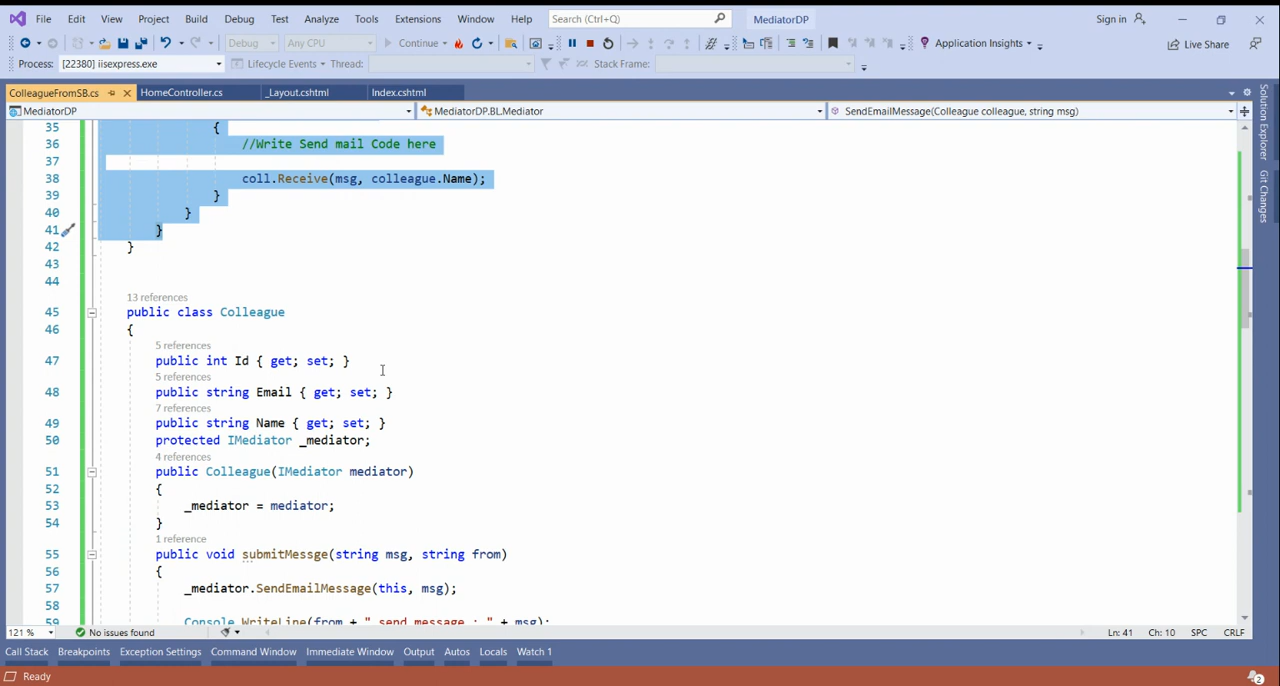 File Edit View Project Build Debug Test Analyze Tools Extensions Window Help Search (Ctrl+Q) MediatorDP Sign in
Debug Any CPU Continue Application Insights Live Share
Process: [22380] iisexpress.exe Lifecycle Events Thread: Stack Frame:
ColleagueFromSB.cs HomeController.cs _Layout.cshtml Index.cshtml
MediatorDP MediatorDP.BL.Mediator SendEmailMessage(Colleague colleague, string msg)
35 {
36 //Write Send mail Code here
37
38 coll.Receive(msg, colleague.Name);
39 }
40 }
41 }
42 }
43
44
13 references
45 public class Colleague
46 {
5 references
47 public int Id { get; set; }
5 references
48 public string Email { get; set; }
7 references
49 public string Name { get; set; }
50 protected IMediator _mediator;
4 references
51 public Colleague(IMediator mediator)
52 {
53 _mediator = mediator;
54 }
1 reference
55 public void submitMessge(string msg, string from)
56 {
57 _mediator.SendEmailMessage(this, msg);
58
59 Console.WriteLine(from + " send message : " + msg);
121 % No issues found Ln: 41 Ch: 10 SPC CRLF
Call Stack Breakpoints Exception Settings Command Window Immediate Window Output Autos Locals Watch 1
Ready 2
Solution Explorer
Git Changes